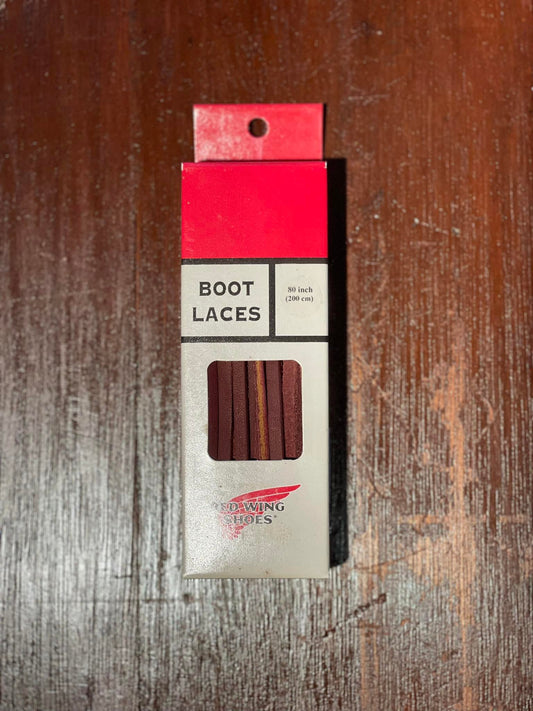 BOOT
LACES
80 inch
(200 cm)
RED WING
SHOES®